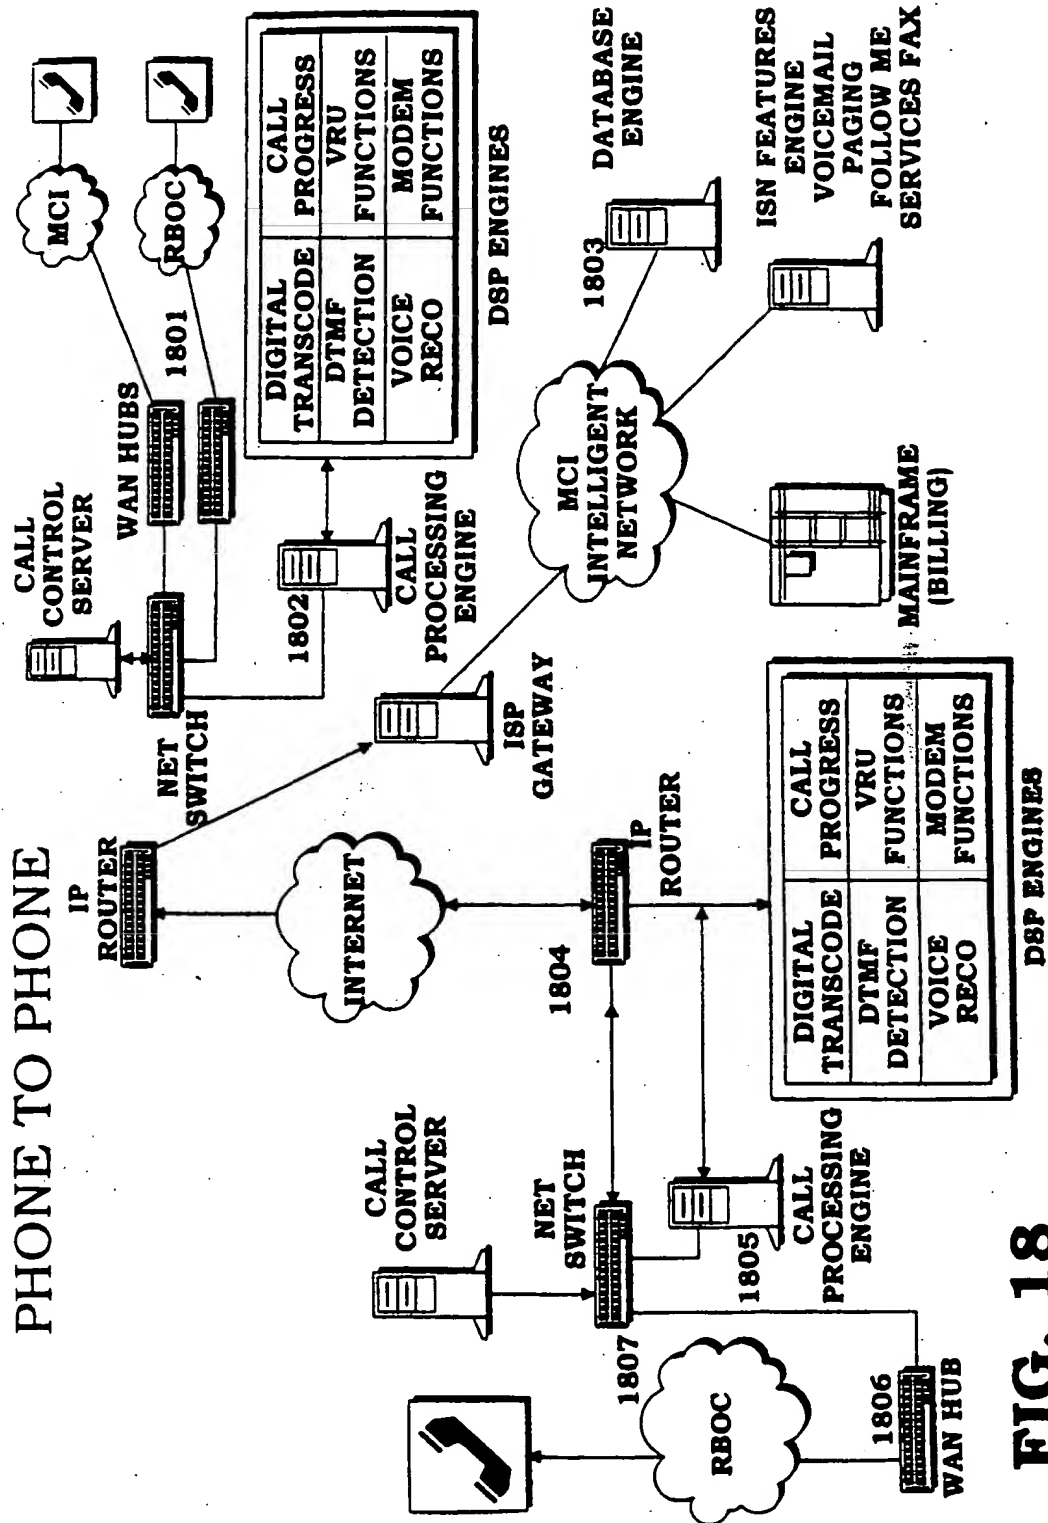 PHONE TO PHONE
CALL
CONTROL
SERVER
WAN HUBS
MCI
1801
RBOC
NET
SWITCH
1802
CALL
PROCESSING
ENGINE
DIGITAL
TRANSCODE
CALL
PROGRESS
DTMF
DETECTION
VRU
FUNCTIONS
VOICE
RECO
MODEM
FUNCTIONS
DSP ENGINES
IP
ROUTER
INTERNET
ISP
GATEWAY
MCI
INTELLIGENT
NETWORK
1803
DATABASE
ENGINE
ISN FEATURES
ENGINE
VOICEMAIL
PAGING
FOLLOW ME
SERVICES FAX
MAINFRAME
(BILLING)
CALL
CONTROL
SERVER
NET
SWITCH
1804
IP
ROUTER
1807
1805
CALL
PROCESSING
ENGINE
DIGITAL
TRANSCODE
CALL
PROGRESS
DTMF
DETECTION
VRU
FUNCTIONS
VOICE
RECO
MODEM
FUNCTIONS
DSP ENGINES
RBOC
1806
WAN HUB
FIG. 18